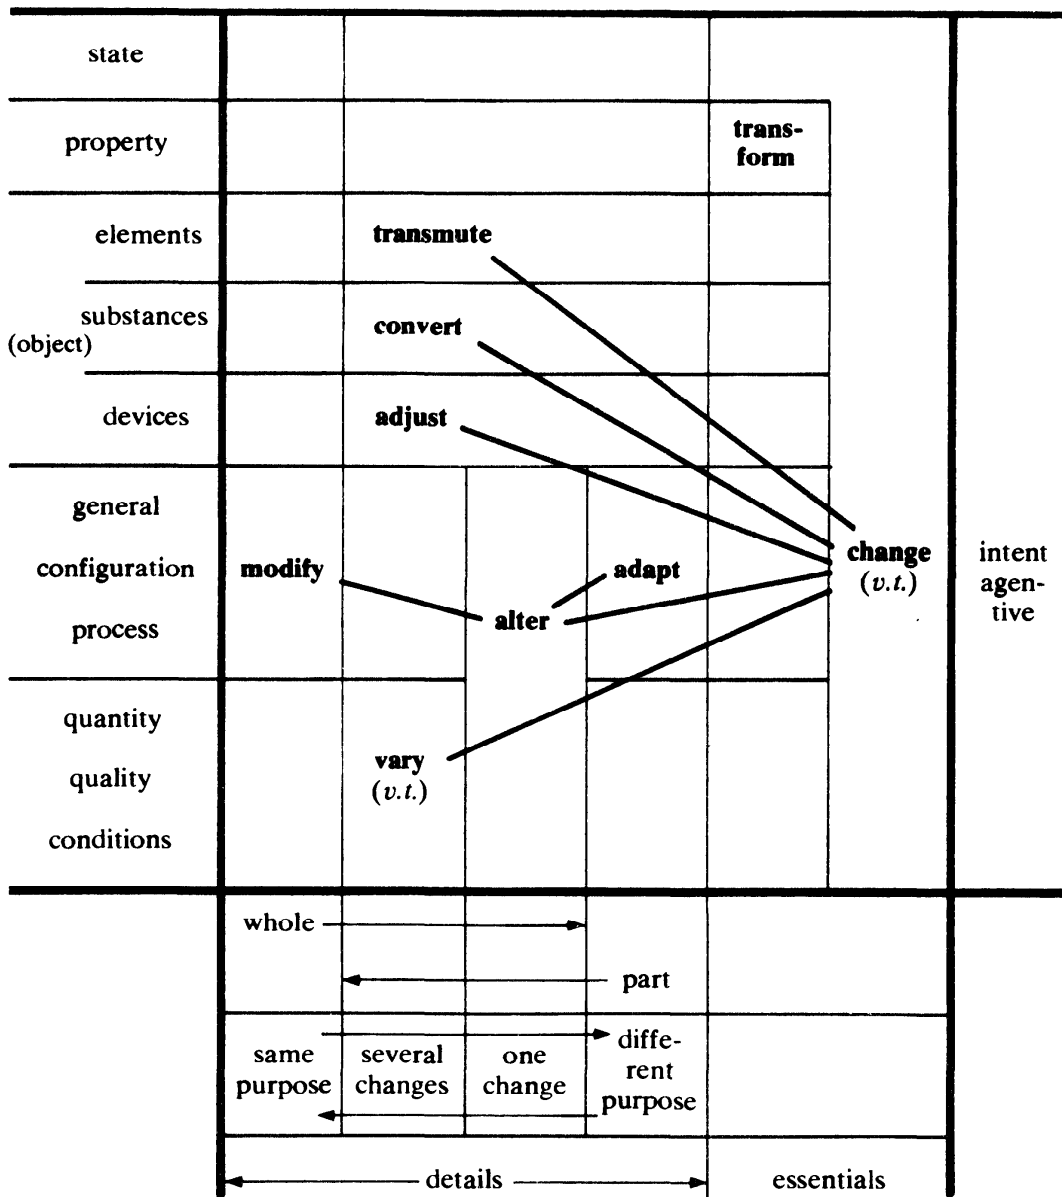 state
property
trans-
form
elements
transmute
substances
(object)
convert
devices
adjust
general
configuration
process
modify
alter
adapt
change
(v.t.)
intent
agen-
tive
quantity
quality
conditions
vary
(v.t.)
whole
part
same
purpose
several
changes
one
change
diffe-
rent
purpose
details
essentials